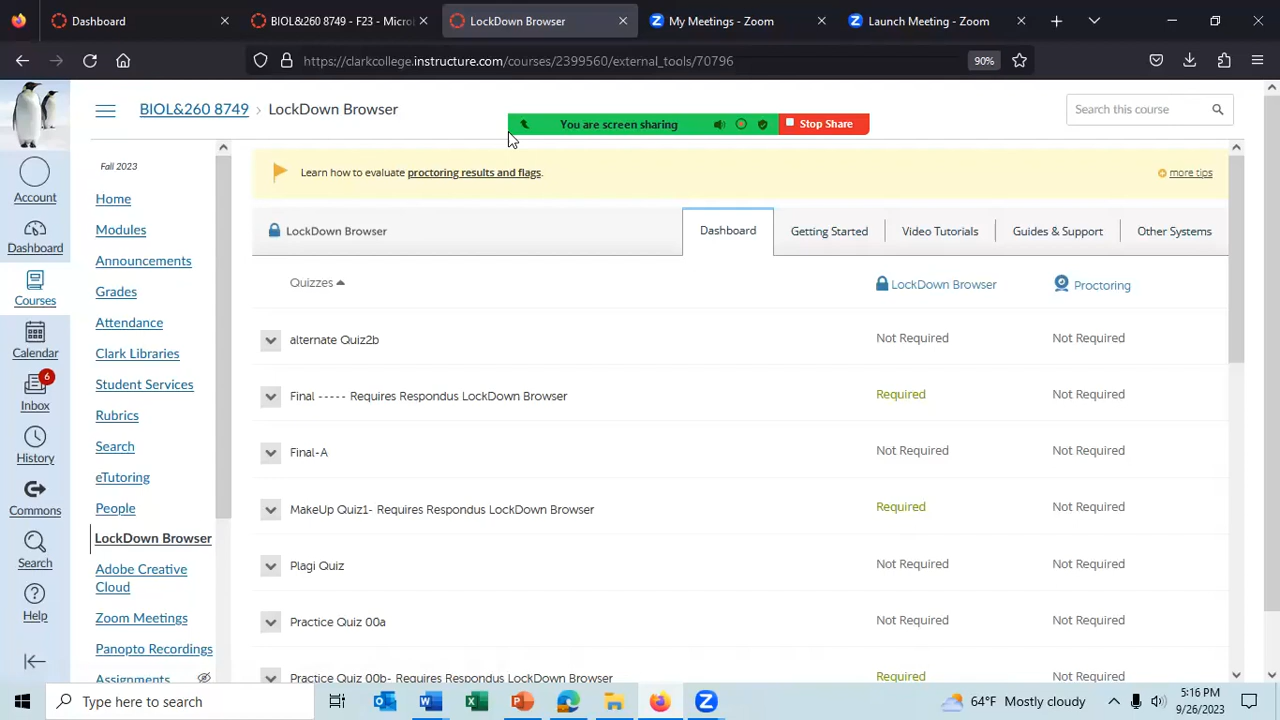 Dashboard
BIOL&260 8749 - F23 - Microl
LockDown Browser
My Meetings - Zoom
Launch Meeting - Zoom
https://clarkcollege.instructure.com/courses/2399560/external_tools/70796
90%
BIOL&260 8749 › LockDown Browser
Search this course
You are screen sharing
Stop Share
Account
Dashboard
Courses
Calendar
6
Inbox
History
Commons
Search
Help
Fall 2023
Home
Modules
Announcements
Grades
Attendance
Clark Libraries
Student Services
Rubrics
Search
eTutoring
People
LockDown Browser
Adobe Creative
Cloud
Zoom Meetings
Panopto Recordings
Assignments
Learn how to evaluate proctoring results and flags.
more tips
LockDown Browser
Dashboard
Getting Started
Video Tutorials
Guides & Support
Other Systems
Quizzes
LockDown Browser
Proctoring
alternate Quiz2b
Not Required
Not Required
Final ----- Requires Respondus LockDown Browser
Required
Not Required
Final-A
Not Required
Not Required
MakeUp Quiz1- Requires Respondus LockDown Browser
Required
Not Required
Plagi Quiz
Not Required
Not Required
Practice Quiz 00a
Not Required
Not Required
Practice Quiz 00b- Requires Respondus LockDown Browser
Required
Not Required
Type here to search
64°F Mostly cloudy
5:16 PM
9/26/2023